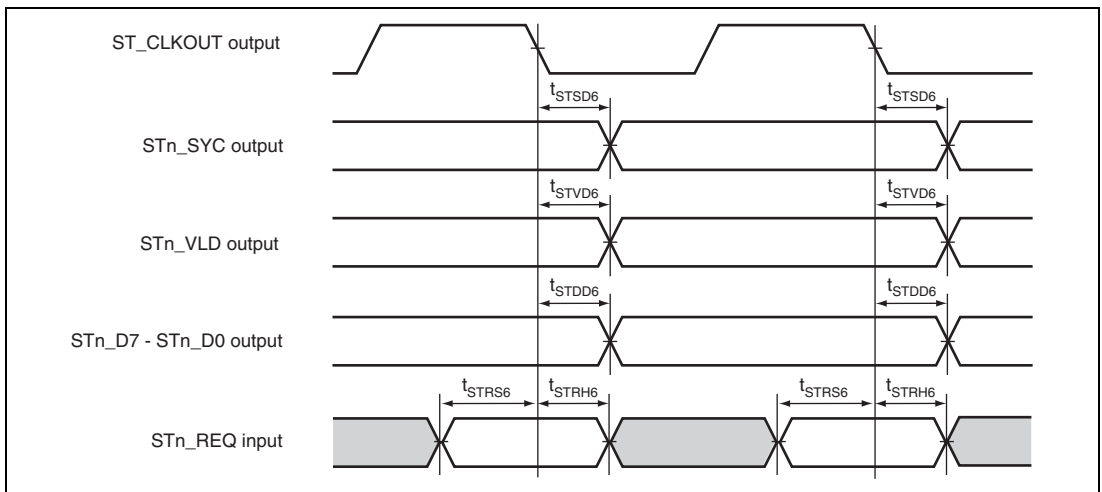 ST_CLKOUT output
tSTSD6 tSTSD6
STn_SYC output
tSTVD6 tSTVD6
STn_VLD output
tSTDD6 tSTDD6
STn_D7 - STn_D0 output
tSTRS6 tSTRH6 tSTRS6 tSTRH6
STn_REQ input